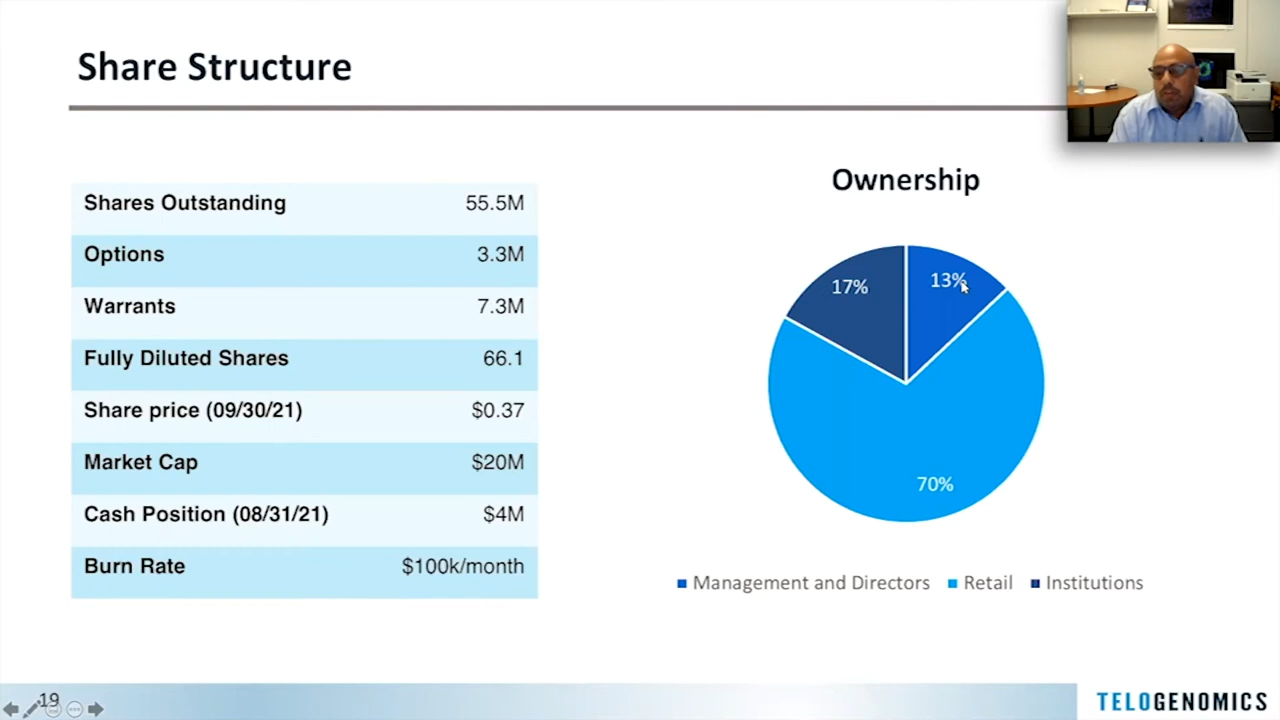 Share Structure
Shares Outstanding 55.5M
Options 3.3M
Warrants 7.3M
Fully Diluted Shares 66.1
Share price (09/30/21) $0.37
Market Cap $20M
Cash Position (08/31/21) $4M
Burn Rate $100k/month
Ownership
17% 13%
70%
Management and Directors Retail Institutions
19
TELOGENOMICS